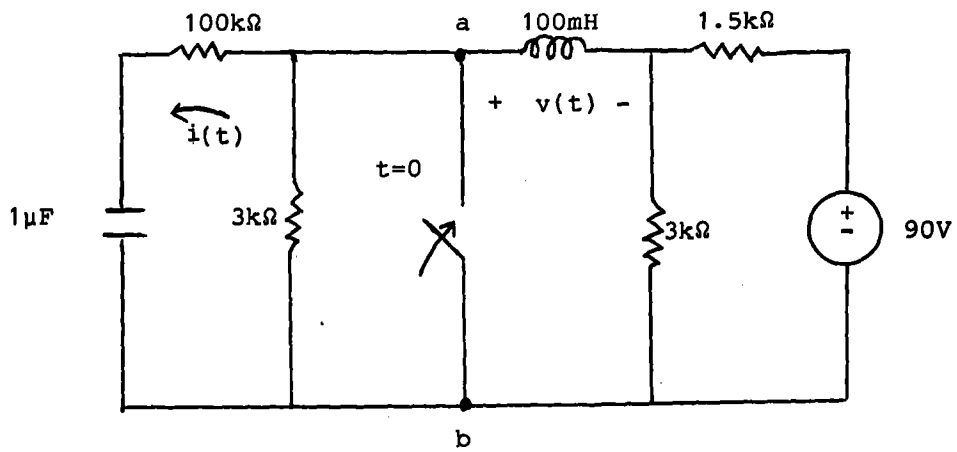 100kΩ a 100mH 1.5kΩ
+ v(t) -
i(t)
t=0
1μF 3kΩ 3kΩ + - 90V
b